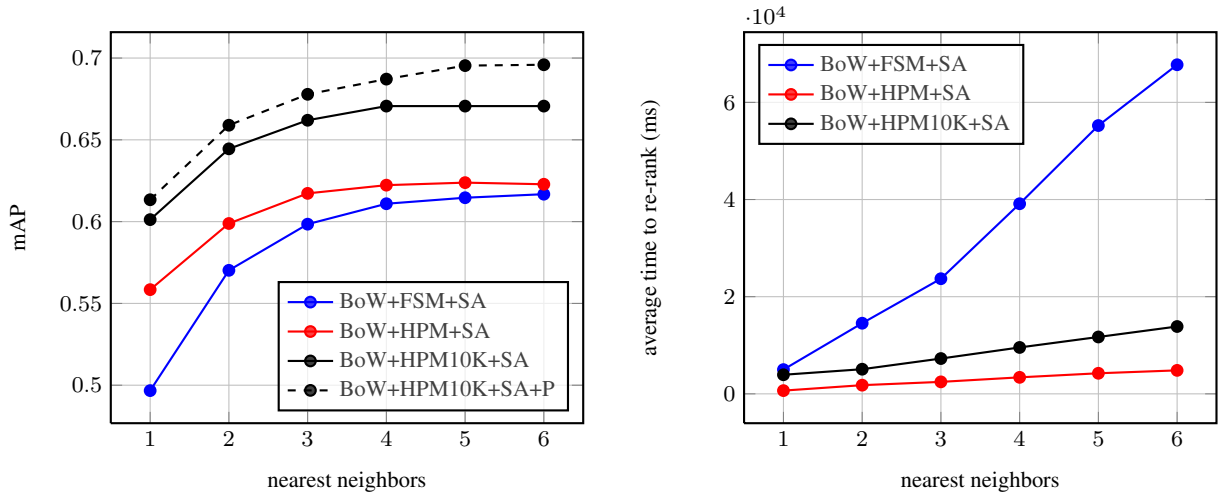 0.7
0.65
0.6
0.55
0.5
mAP
BoW+FSM+SA
BoW+HPM+SA
BoW+HPM10K+SA
BoW+HPM10K+SA+P
1 2 3 4 5 6
nearest neighbors
·10⁴
6
4
2
0
average time to re-rank (ms)
BoW+FSM+SA
BoW+HPM+SA
BoW+HPM10K+SA
1 2 3 4 5 6
nearest neighbors